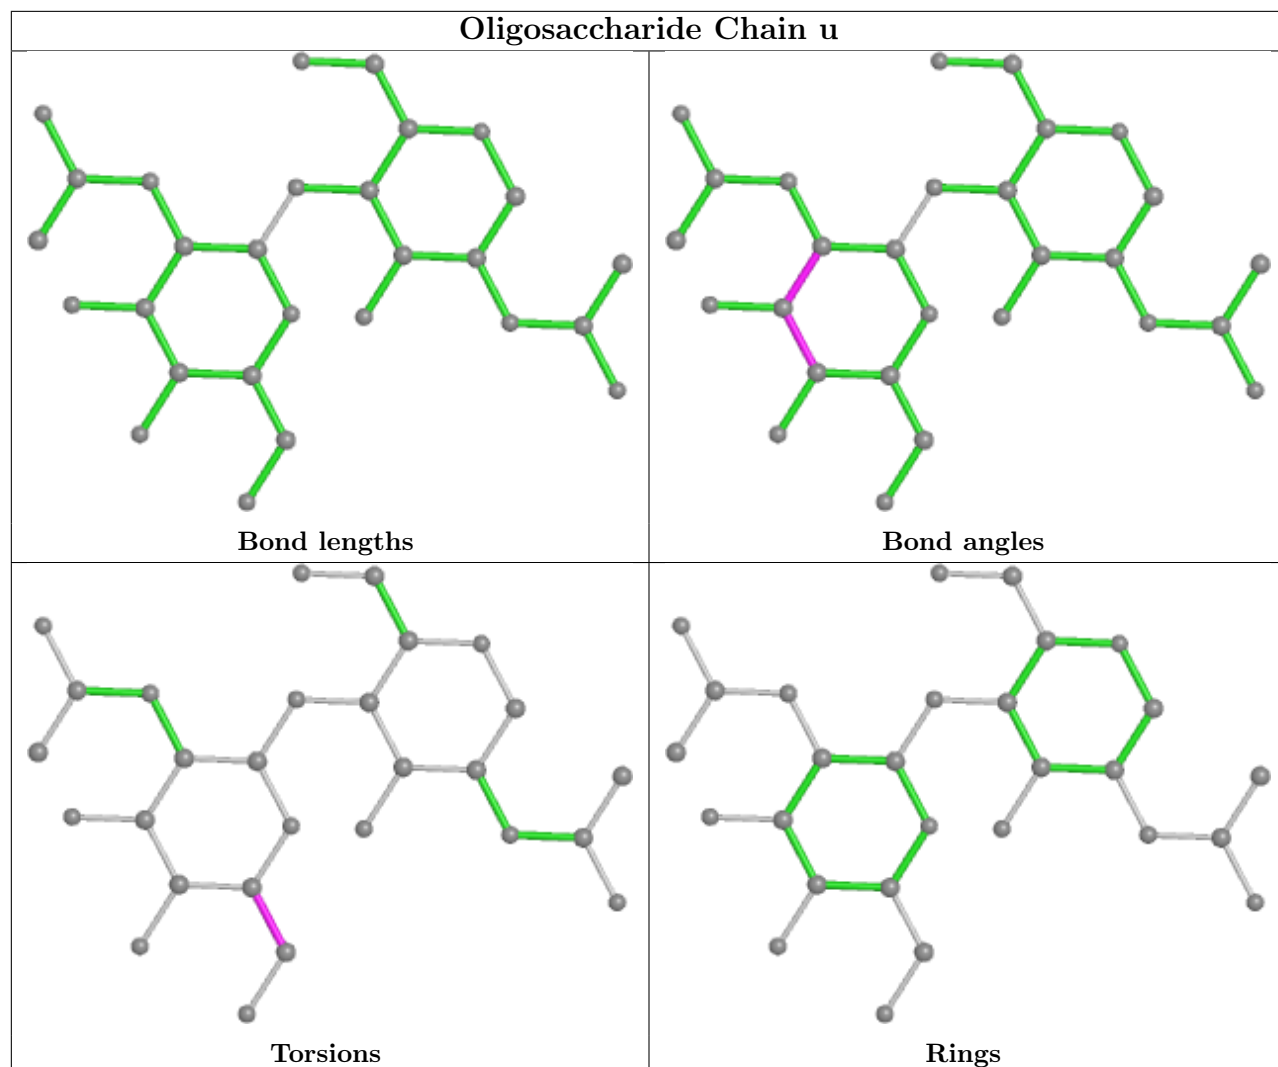 Oligosaccharide Chain u
Bond lengths
Bond angles
Torsions
Rings